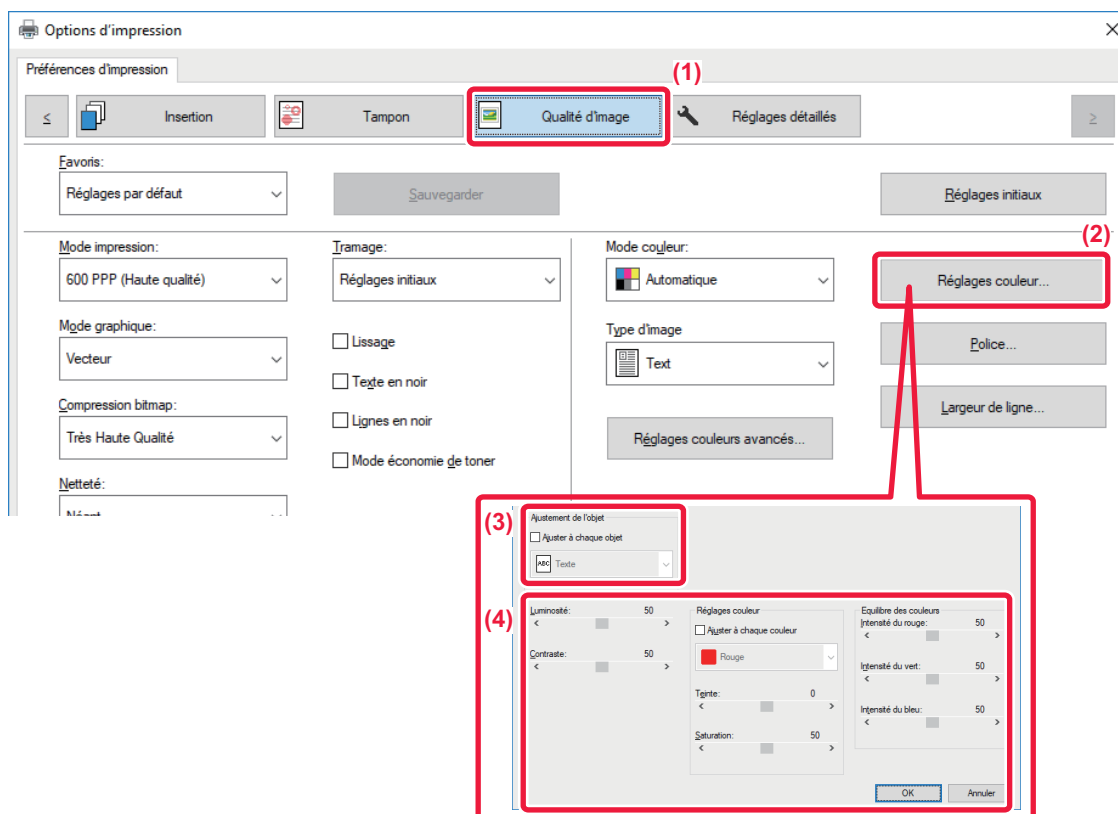 Options d'impression
Préférences d'impression
(1)
<
Insertion
Tampon
Qualité d'image
Réglages détaillés
>
Favoris:
Réglages par défaut
Sauvegarder
Réglages initiaux
(2)
Mode impression:
600 PPP (Haute qualité)
Tramage:
Réglages initiaux
Mode couleur:
Automatique
Réglages couleur...
Mode graphique:
Vecteur
Lissage
Texte en noir
Type d'image
Text
Police...
Compression bitmap:
Très Haute Qualité
Lignes en noir
Mode économie de toner
Réglages couleurs avancés...
Largeur de ligne...
Netteté:
Néant
(3)
Ajustement de l'objet
Ajuster à chaque objet
ABC Texte
(4)
Luminosité: 50
< >
Contraste: 50
< >
Réglages couleur
Ajuster à chaque couleur
Rouge
Teinte: 0
< >
Saturation: 50
< >
Equilibre des couleurs
Intensité du rouge: 50
< >
Intensité du vert: 50
< >
Intensité du bleu: 50
< >
OK
Annuler